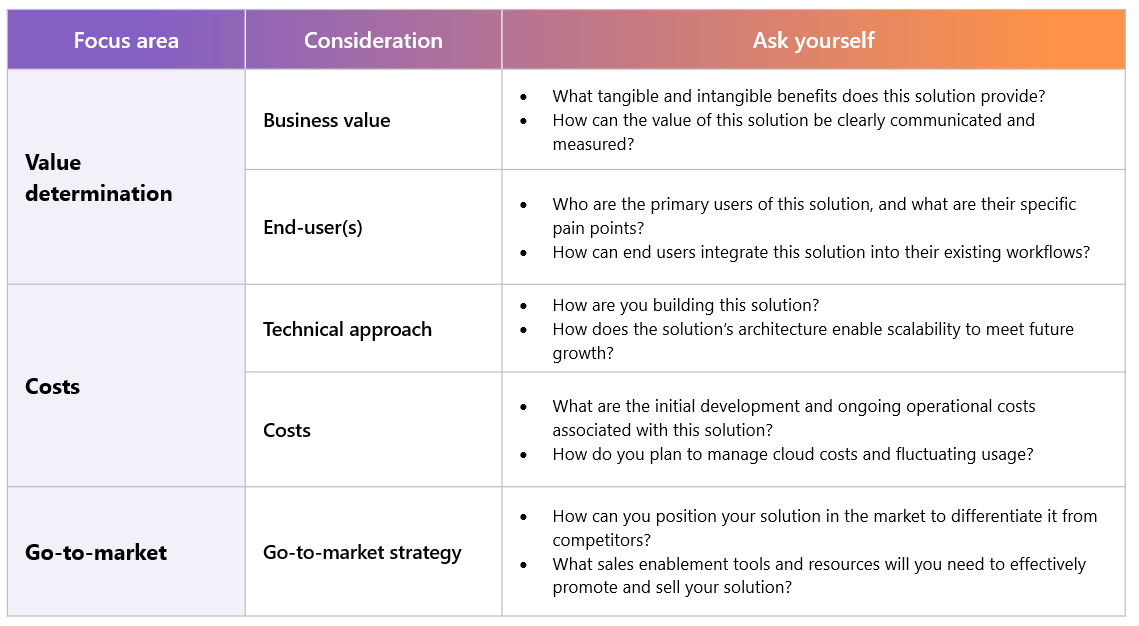 Focus area
Consideration
Ask yourself
Value
determination
Business value
• What tangible and intangible benefits does this solution provide?
• How can the value of this solution be clearly communicated and
measured?
End-user(s)
• Who are the primary users of this solution, and what are their specific
pain points?
• How can end users integrate this solution into their existing workflows?
Costs
Technical approach
• How are you building this solution?
• How does the solution’s architecture enable scalability to meet future
growth?
Costs
• What are the initial development and ongoing operational costs
associated with this solution?
• How do you plan to manage cloud costs and fluctuating usage?
Go-to-market
Go-to-market strategy
• How can you position your solution in the market to differentiate it from
competitors?
• What sales enablement tools and resources will you need to effectively
promote and sell your solution?